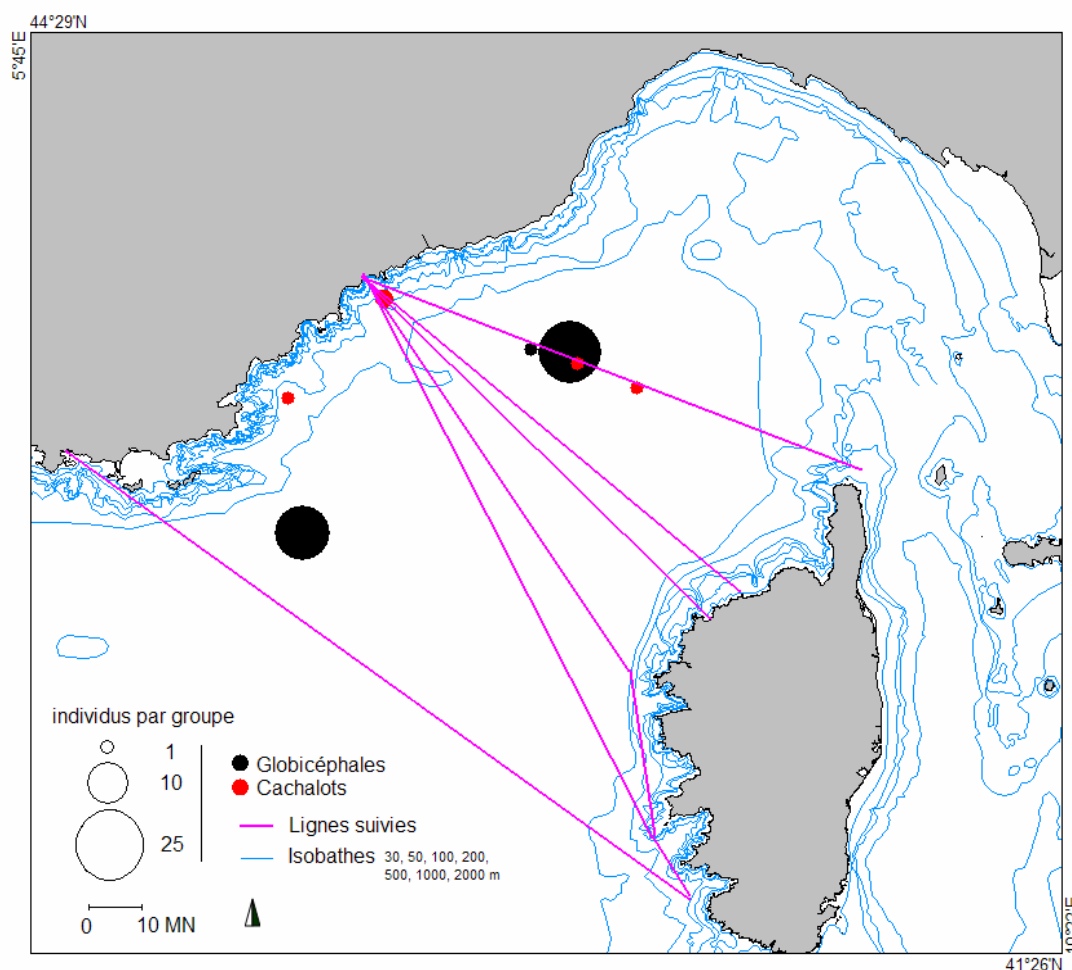 44°29'N
5°45'E
individus par groupe
1
10
25
Globicéphales
Cachalots
Lignes suivies
Isobathes 30, 50, 100, 200,
500, 1000, 2000 m
0 10 MN
41°26'N